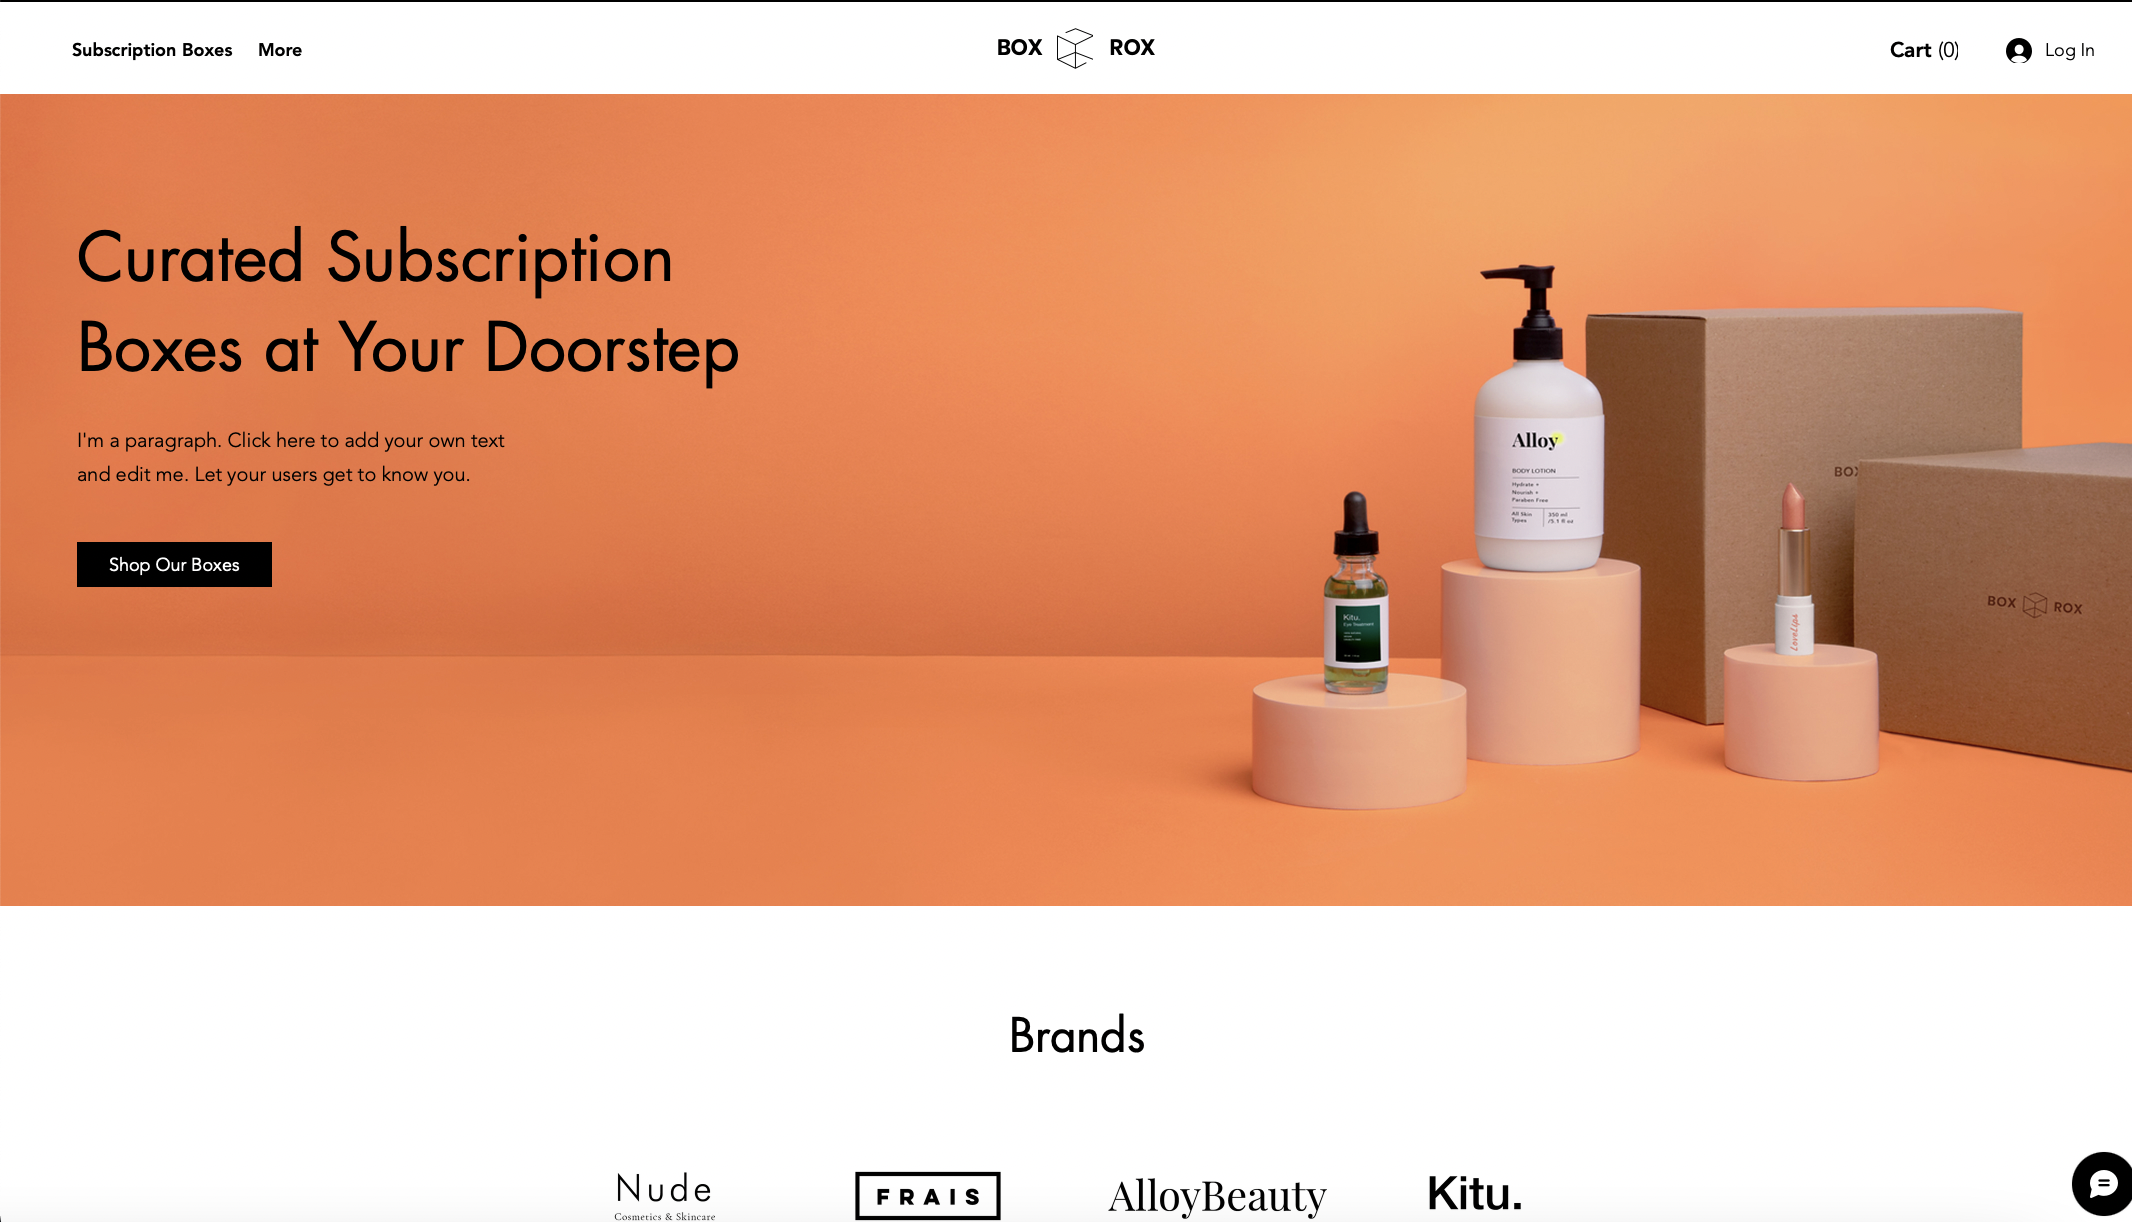 Subscription Boxes More
BOX ROX
Cart (0)
Log In
Curated Subscription
Boxes at Your Doorstep
I'm a paragraph. Click here to add your own text
and edit me. Let your users get to know you.
Shop Our Boxes
Alloy
BODY LOTION
Hydrate +
Nourish +
Paraben Free
All Skin
Types
350 ml
/5.1 fl oz
Kitu.
Eye Treatment
LoveLips
BOX
BOX ROX
Brands
Nude
Cosmetics & Skincare
FRAIS
AlloyBeauty
Kitu.